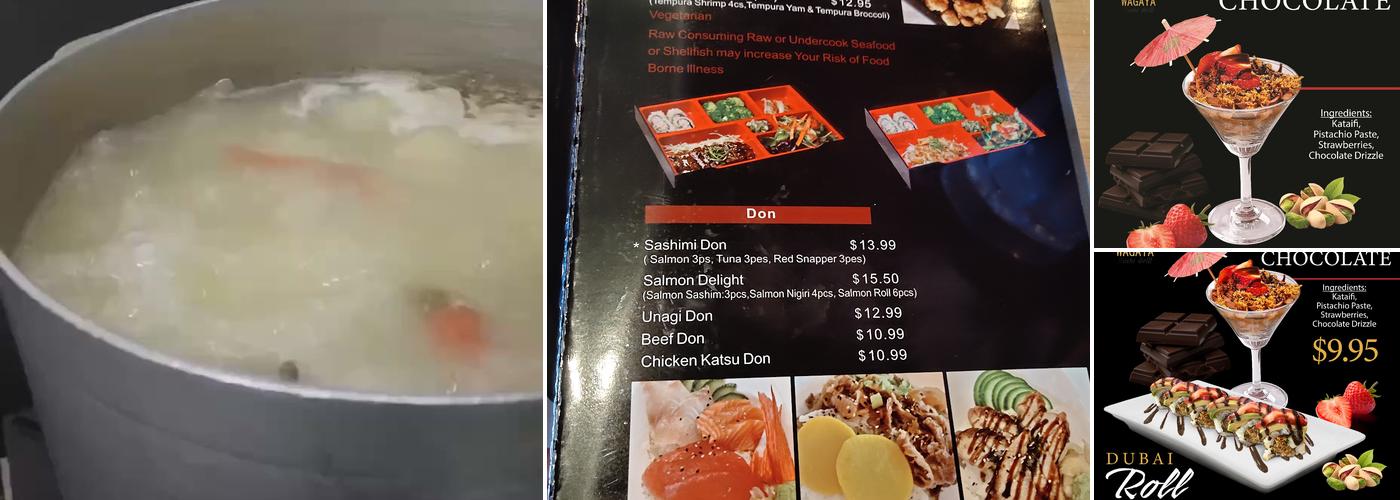 $12.95
(Tempura Shrimp 4cs,Tempura Yam & Tempura Broccoli)
Vegetarian
Raw Consuming Raw or Undercook Seafood
or Shellfish may increase Your Risk of Food
Borne Illness
Don
* Sashimi Don $13.99
( Salmon 3ps, Tuna 3pes, Red Snapper 3pes)
Salmon Delight $15.50
(Salmon Sashim:3pcs,Salmon Nigiri 4pcs, Salmon Roll 6pcs)
Unagi Don $12.99
Beef Don $10.99
Chicken Katsu Don $10.99
WAGAYA
CHOCOLATE
Ingredients:
Kataifi,
Pistachio Paste,
Strawberries,
Chocolate Drizzle
WAGAYA
CHOCOLATE
Ingredients:
Kataifi,
Pistachio Paste,
Strawberries,
Chocolate Drizzle
$9.95
DUBAI
Roll